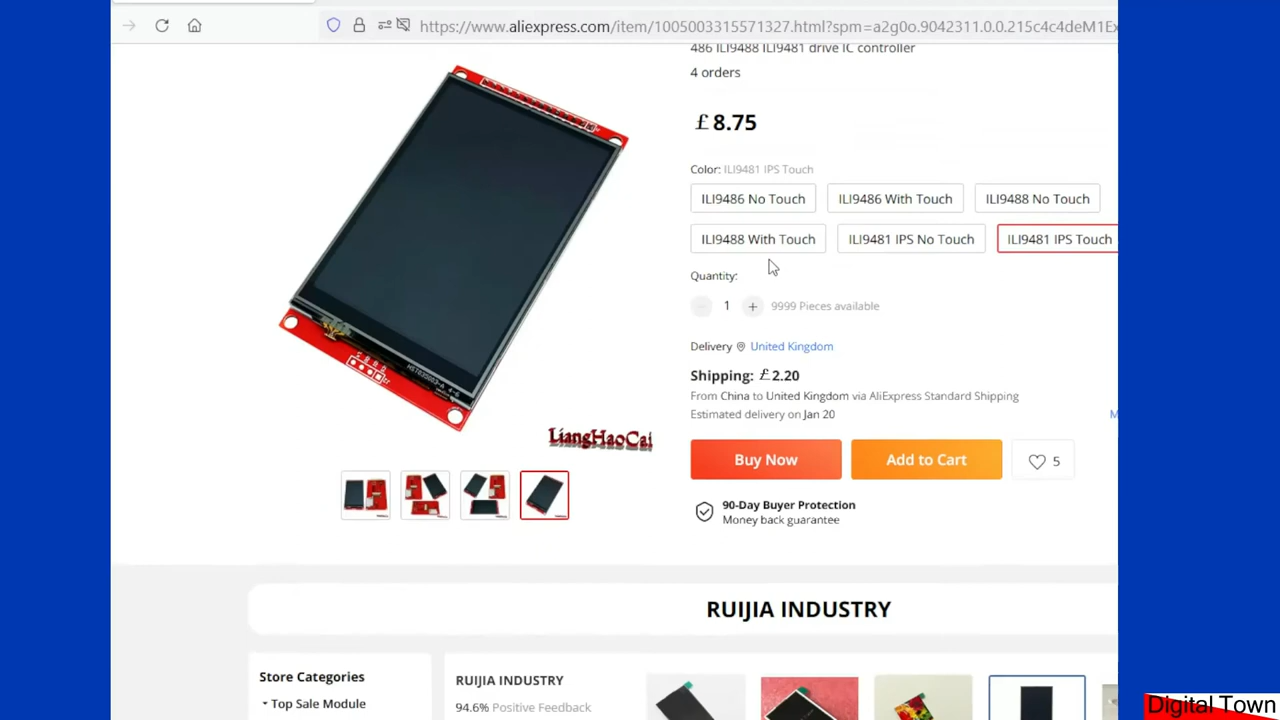 https://www.aliexpress.com/item/1005003315571327.html?spm=a2g0o.9042311.0.0.215c4c4deM1Ex
486 ILI9488 ILI9481 drive IC controller
4 orders
£8.75
Color: ILI9481 IPS Touch
ILI9486 No Touch
ILI9486 With Touch
ILI9488 No Touch
ILI9488 With Touch
ILI9481 IPS No Touch
ILI9481 IPS Touch
Quantity:
1
9999 Pieces available
Delivery United Kingdom
Shipping: £2.20
From China to United Kingdom via AliExpress Standard Shipping
Estimated delivery on Jan 20
M
Buy Now
Add to Cart
5
90-Day Buyer Protection
Money back guarantee
LiangHaoCai
RUIJIA INDUSTRY
Store Categories
Top Sale Module
RUIJIA INDUSTRY
94.6% Positive Feedback
Digital Town